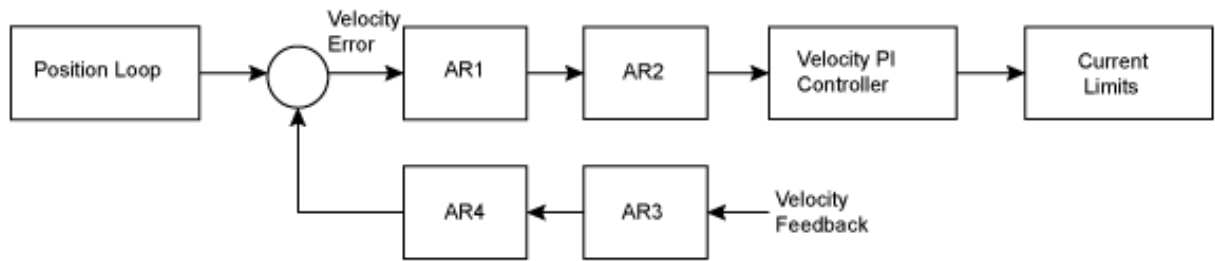 Velocity
Error
Position Loop
AR1
AR2
Velocity PI
Controller
Current
Limits
AR4
AR3
Velocity
Feedback